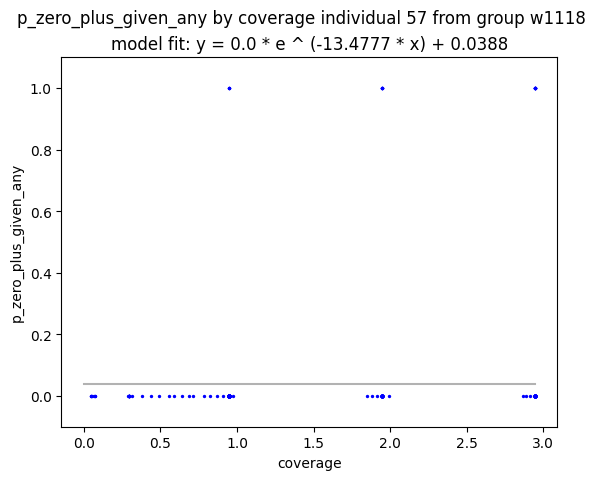 p_zero_plus_given_any by coverage individual 57 from group w1118
model fit: y = 0.0 * e ^ (-13.4777 * x) + 0.0388
1.0
0.8
0.6
0.4
0.2
0.0
p_zero_plus_given_any
0.0 0.5 1.0 1.5 2.0 2.5 3.0
coverage